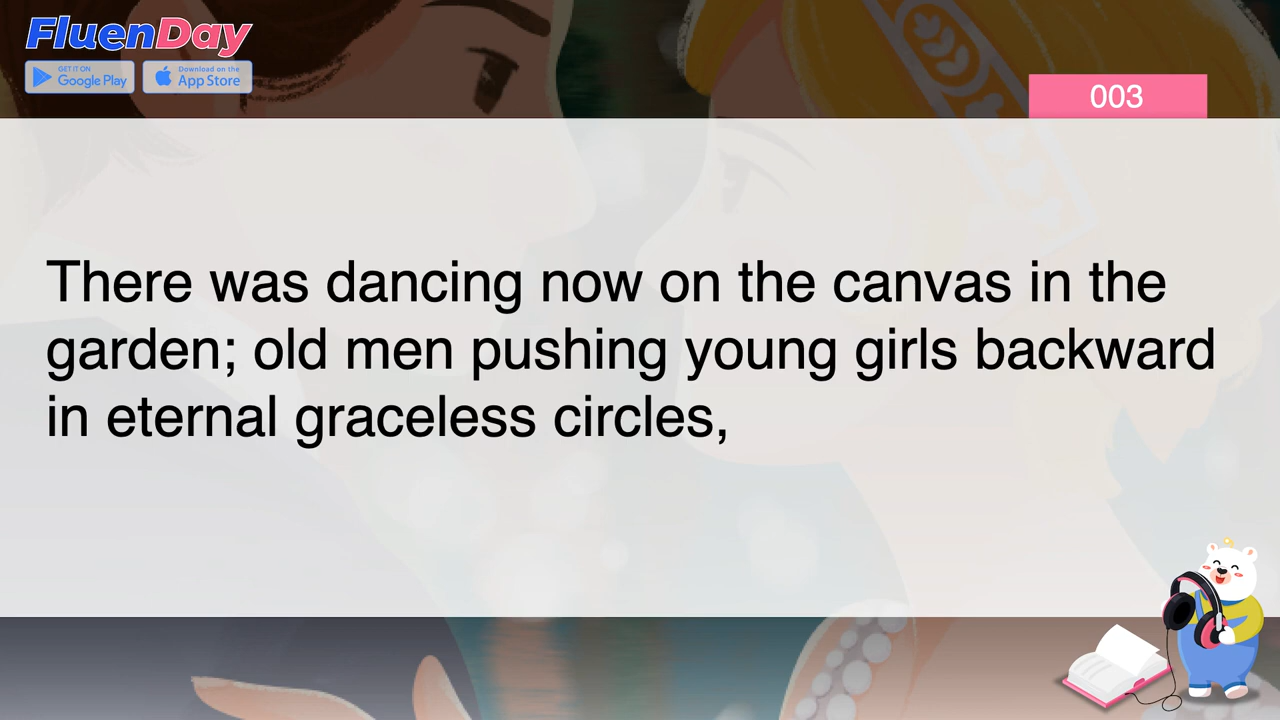 FluenDay
GET IT ON
Google Play
Download on the
App Store
003
There was dancing now on the canvas in the
garden; old men pushing young girls backward
in eternal graceless circles,